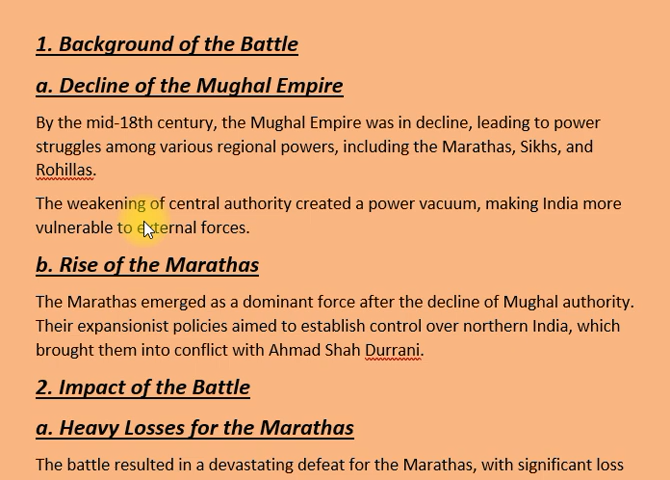 1. Background of the Battle
a. Decline of the Mughal Empire
By the mid-18th century, the Mughal Empire was in decline, leading to power
struggles among various regional powers, including the Marathas, Sikhs, and
Rohillas.
The weakening of central authority created a power vacuum, making India more
vulnerable to external forces.
b. Rise of the Marathas
The Marathas emerged as a dominant force after the decline of Mughal authority.
Their expansionist policies aimed to establish control over northern India, which
brought them into conflict with Ahmad Shah Durrani.
2. Impact of the Battle
a. Heavy Losses for the Marathas
The battle resulted in a devastating defeat for the Marathas, with significant loss